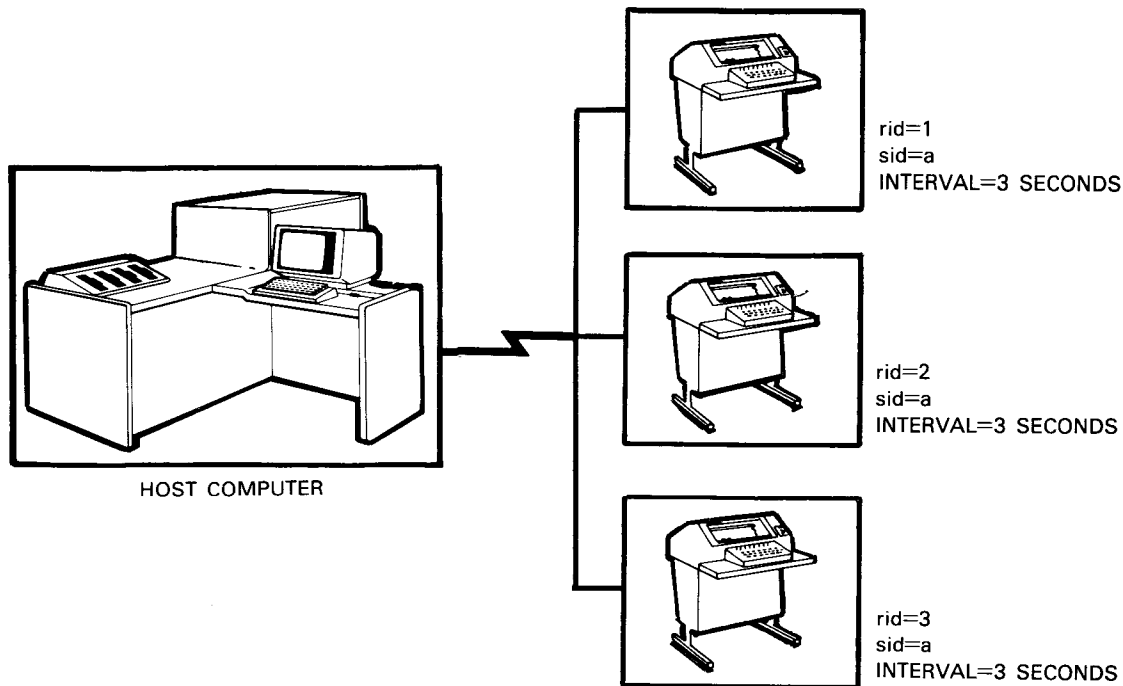 rid=1
sid=a
INTERVAL=3 SECONDS
rid=2
sid=a
INTERVAL=3 SECONDS
HOST COMPUTER
rid=3
sid=a
INTERVAL=3 SECONDS